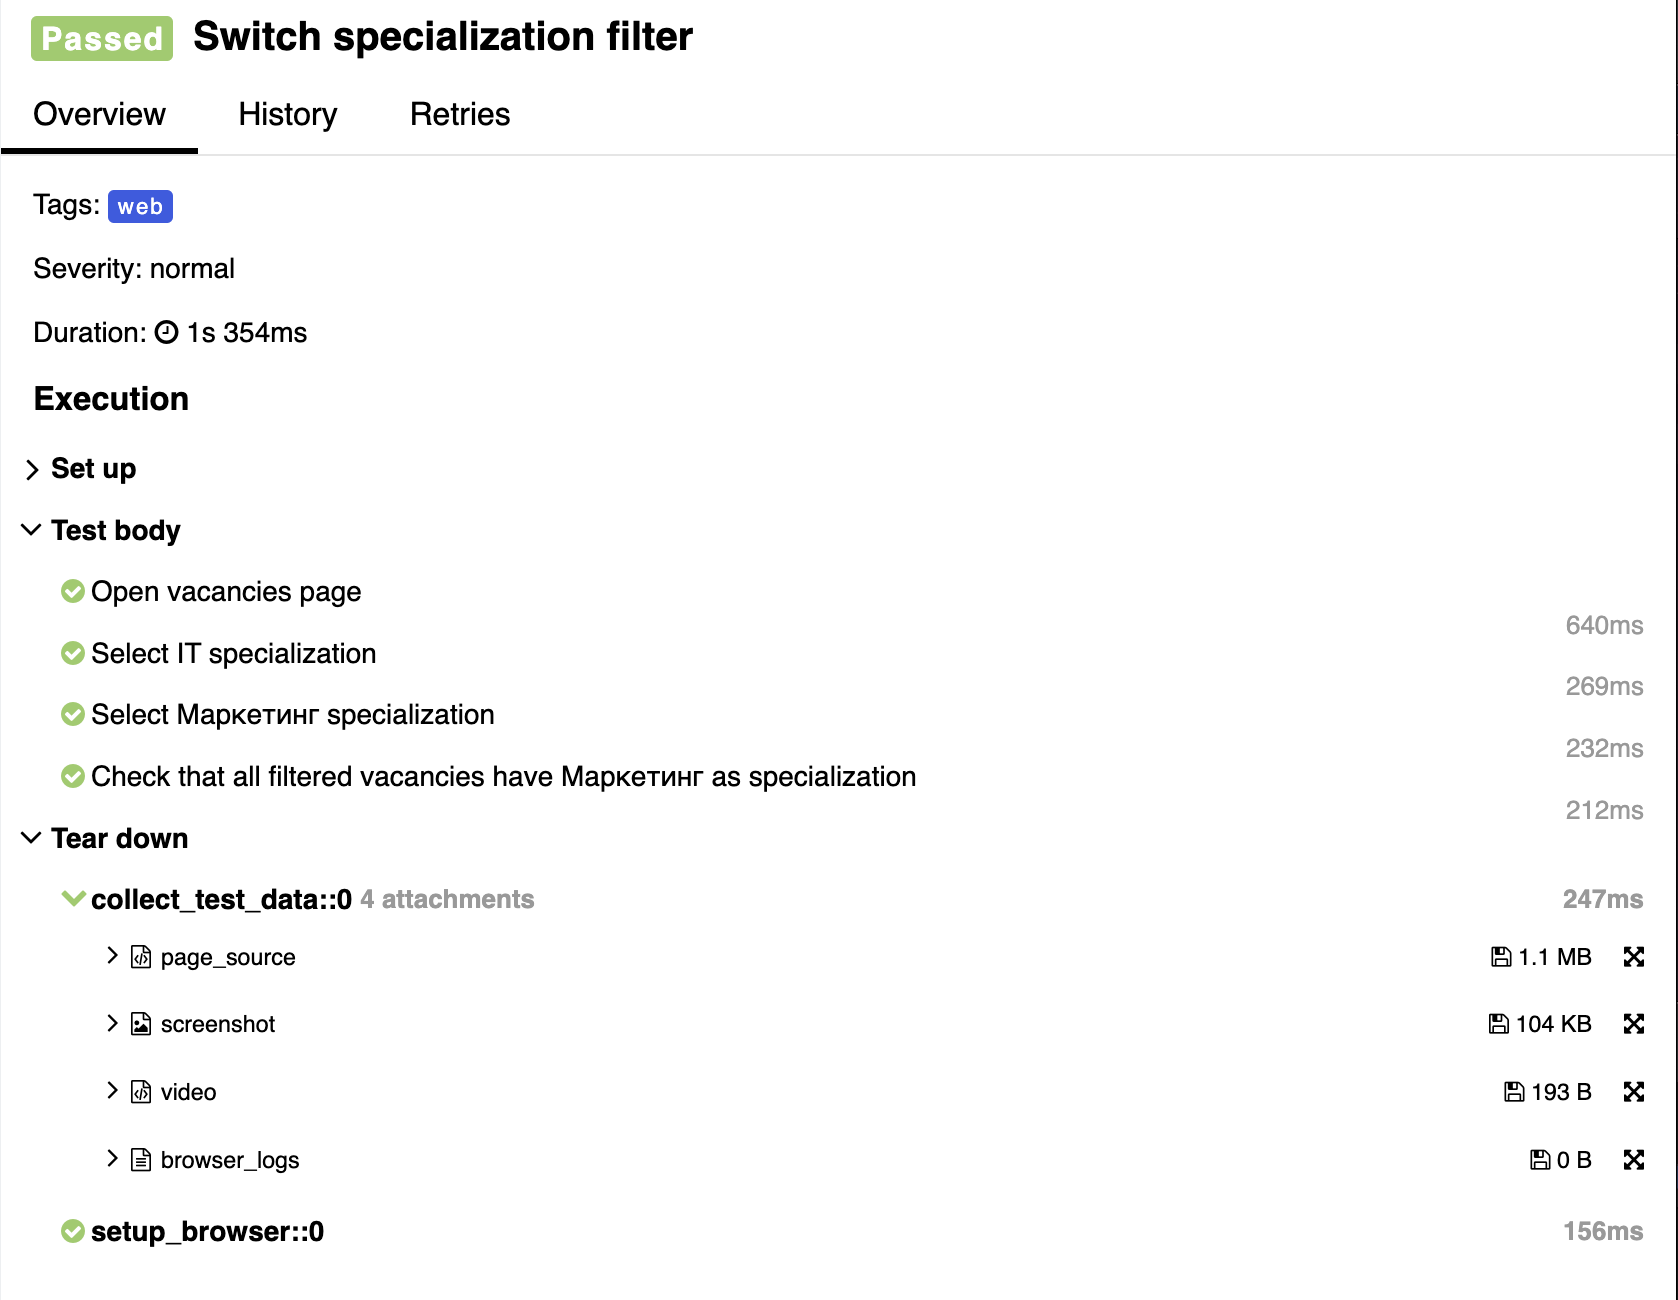 Passed Switch specialization filter
Overview History Retries
Tags: web
Severity: normal
Duration: 1s 354ms
Execution
Set up
Test body
Open vacancies page
640ms
Select IT specialization
269ms
Select Маркетинг specialization
232ms
Check that all filtered vacancies have Маркетинг as specialization
212ms
Tear down
collect_test_data::0 4 attachments 247ms
page_source 1.1 MB
screenshot 104 KB
video 193 B
browser_logs 0 B
setup_browser::0 156ms